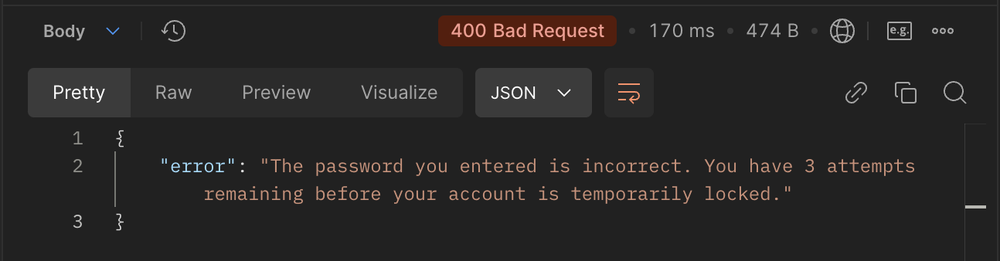 Body 400 Bad Request • 170 ms • 474 B • e.g.
Pretty Raw Preview Visualize JSON
1 {
2 "error": "The password you entered is incorrect. You have 3 attempts
remaining before your account is temporarily locked."
3 }